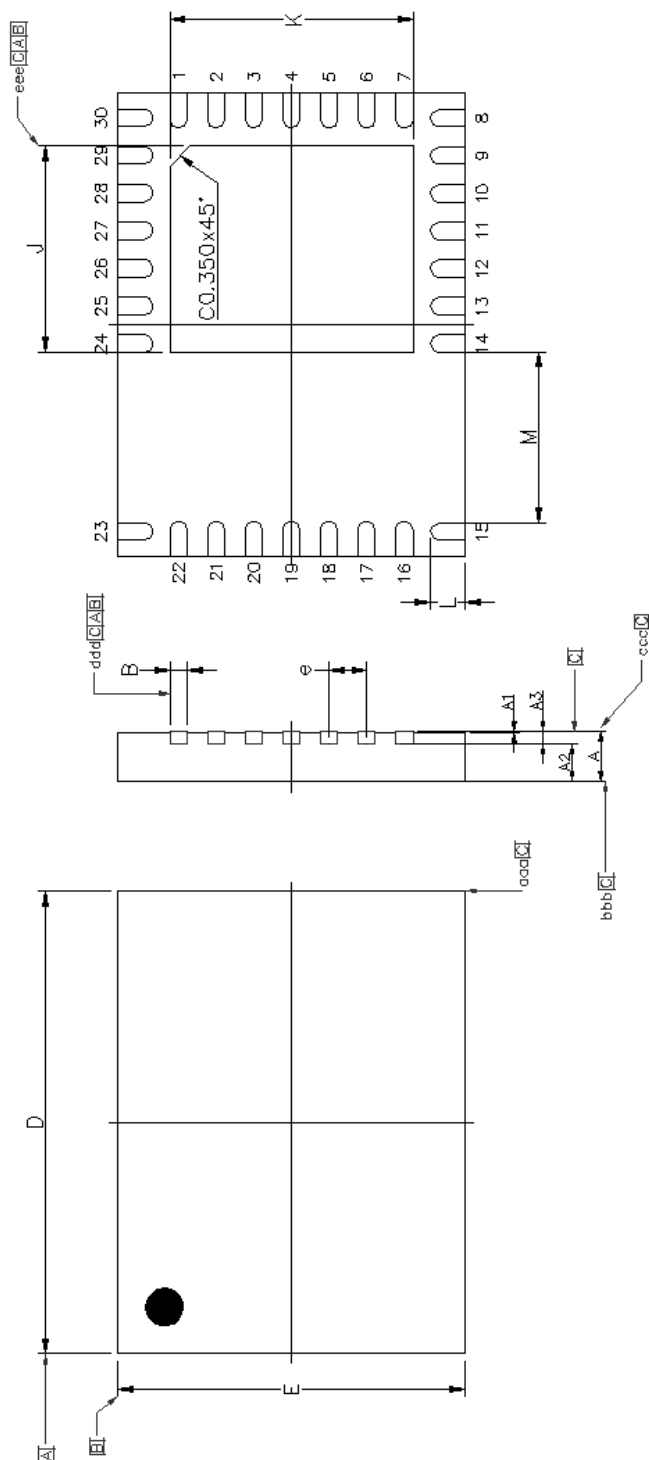 eee C A B
K
1 2 3 4 5 6 7
30
29
28
27
26
25
24
23
J
C0.350x45°
8
9
10
11
12
13
14
15
M
22 21 20 19 18 17 16
L
ddd C A B
B
e
A1
A3
C
ccc C
A2
A
bbb C
aaa C
D
E
B
A